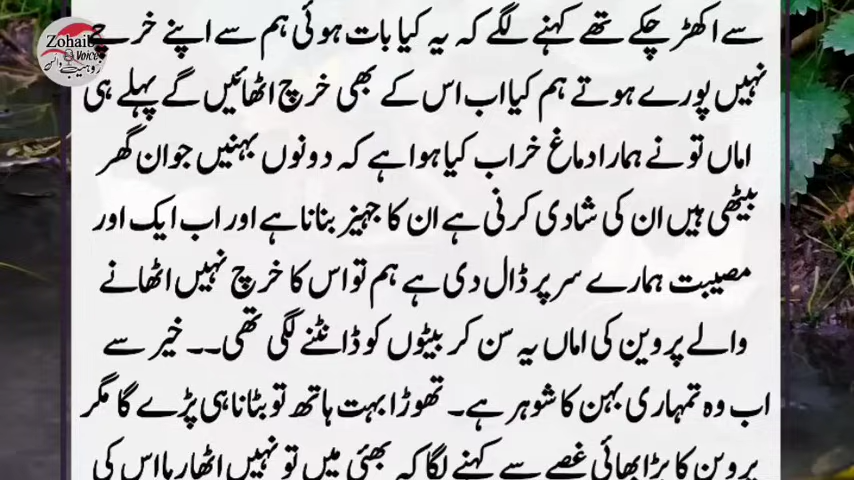 Zohaib
Voice
زوہیب وائس
سے اکھڑ چکے تھے کہنے لگے کہ یہ کیا بات ہوئی ہم سے اپنے خرچے
نہیں پورے ہوتے ہم کیا اب اس کے بھی خرچ اٹھائیں گے پہلے ہی
اماں تو نے ہمارا دماغ خراب کیا ہوا ہے کہ دونوں بہنیں جو ان گھر
بیٹھی ہیں ان کی شادی کرنی ہے ان کا جہیز بنانا ہے اور اب ایک اور
مصیبت ہمارے سر پر ڈال دی ہے ہم تو اس کا خرچ نہیں اٹھانے
والے پروین کی اماں یہ سن کر بیٹوں کو ڈانٹنے لگی تھی۔۔ خیر سے
اب وہ تمہاری بہن کا شوہر ہے۔ تھوڑا بہت ہاتھ تو بٹانا ہی پڑے گا مگر
پروین کا بڑا بھائی غصے سے کہنے لگا کہ بھئی میں تو نہیں اٹھا رہا اس کی